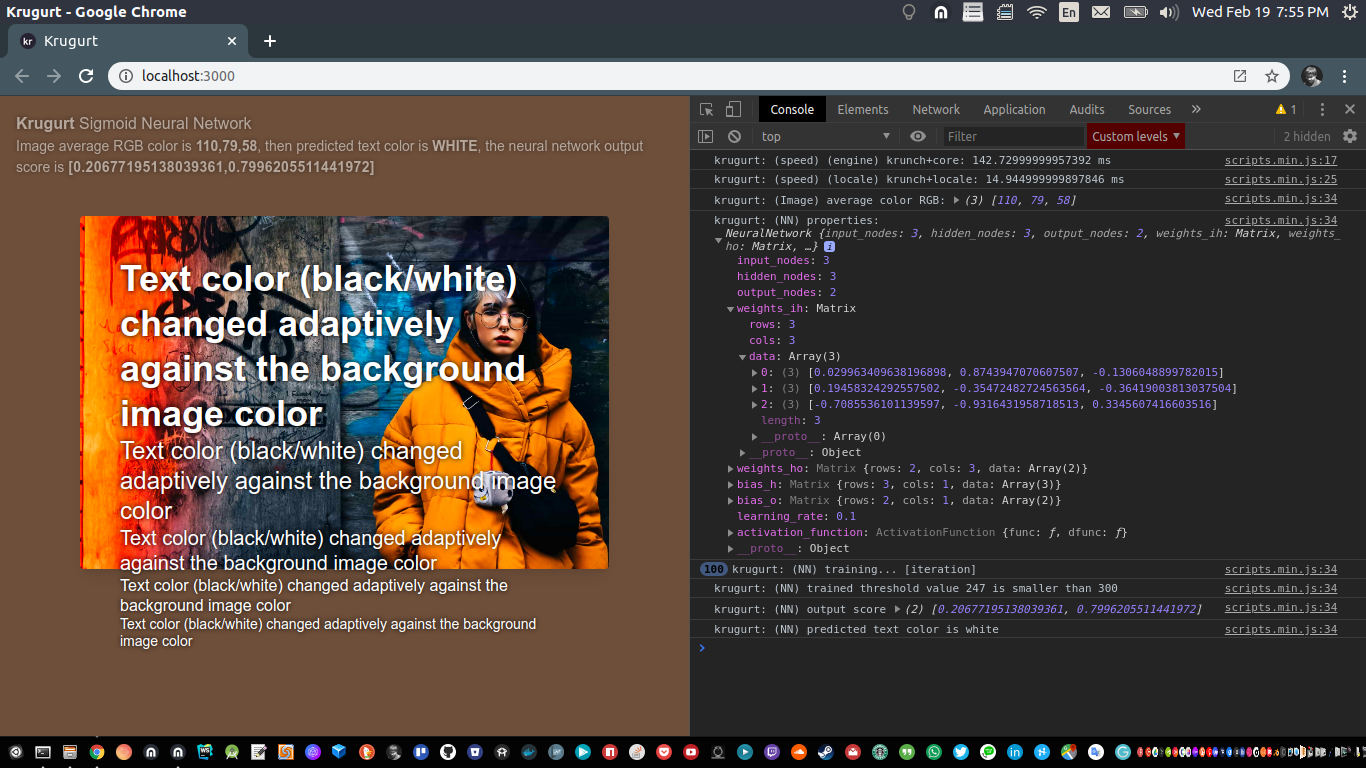 Krugurt - Google Chrome
En
Wed Feb 19 7:55 PM
kr Krugurt
localhost:3000
Krugurt Sigmoid Neural Network
Image average RGB color is 110,79,58, then predicted text color is WHITE, the neural network output
score is [0.20677195138039361,0.7996205511441972]
Text color (black/white)
changed adaptively
against the background
image color
Text color (black/white) changed
adaptively against the background image
color
Text color (black/white) changed adaptively
against the background image color
Text color (black/white) changed adaptively against the
background image color
Text color (black/white) changed adaptively against the background
image color
Console Elements Network Application Audits Sources » 1
top Filter Custom levels 2 hidden
krugurt: (speed) (engine) krunch+core: 142.72999999957392 ms scripts.min.js:17
krugurt: (speed) (locale) krunch+locale: 14.944999999897846 ms scripts.min.js:25
krugurt: (Image) average color RGB: (3) [110, 79, 58] scripts.min.js:34
krugurt: (NN) properties: scripts.min.js:34
NeuralNetwork {input_nodes: 3, hidden_nodes: 3, output_nodes: 2, weights_ih: Matrix, weights_
ho: Matrix, …} i
input_nodes: 3
hidden_nodes: 3
output_nodes: 2
weights_ih: Matrix
rows: 3
cols: 3
data: Array(3)
0: (3) [0.029963409638196898, 0.8743947070607507, -0.1306048899782015]
1: (3) [0.19458324292557502, -0.35472482724563564, -0.36419003813037504]
2: (3) [-0.7085536101139597, -0.9316431958718513, 0.3345607416603516]
length: 3
__proto__: Array(0)
__proto__: Object
weights_ho: Matrix {rows: 2, cols: 3, data: Array(2)}
bias_h: Matrix {rows: 3, cols: 1, data: Array(3)}
bias_o: Matrix {rows: 2, cols: 1, data: Array(2)}
learning_rate: 0.1
activation_function: ActivationFunction {func: ƒ, dfunc: ƒ}
__proto__: Object
100 krugurt: (NN) training... [iteration] scripts.min.js:34
krugurt: (NN) trained threshold value 247 is smaller than 300 scripts.min.js:34
krugurt: (NN) output score (2) [0.20677195138039361, 0.7996205511441972] scripts.min.js:34
krugurt: (NN) predicted text color is white scripts.min.js:34